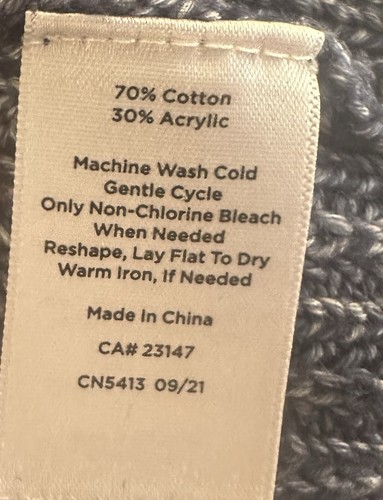 70% Cotton
30% Acrylic
Machine Wash Cold
Gentle Cycle
Only Non-Chlorine Bleach
When Needed
Reshape, Lay Flat To Dry
Warm Iron, If Needed
Made In China
CA# 23147
CN5413 09/21